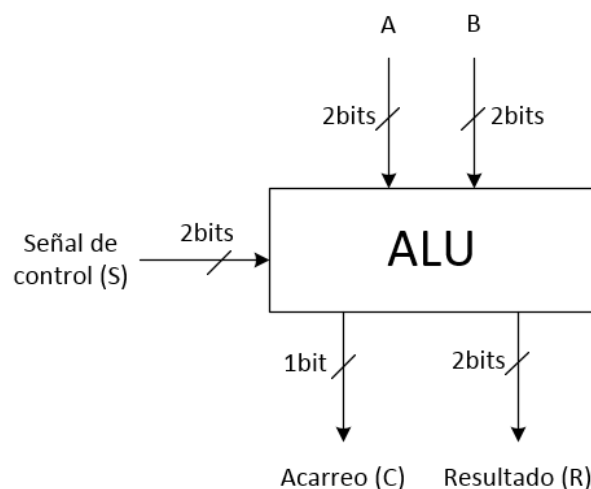 A B
2bits 2bits
Señal de
control (S)
2bits
ALU
1bit 2bits
Acarreo (C) Resultado (R)